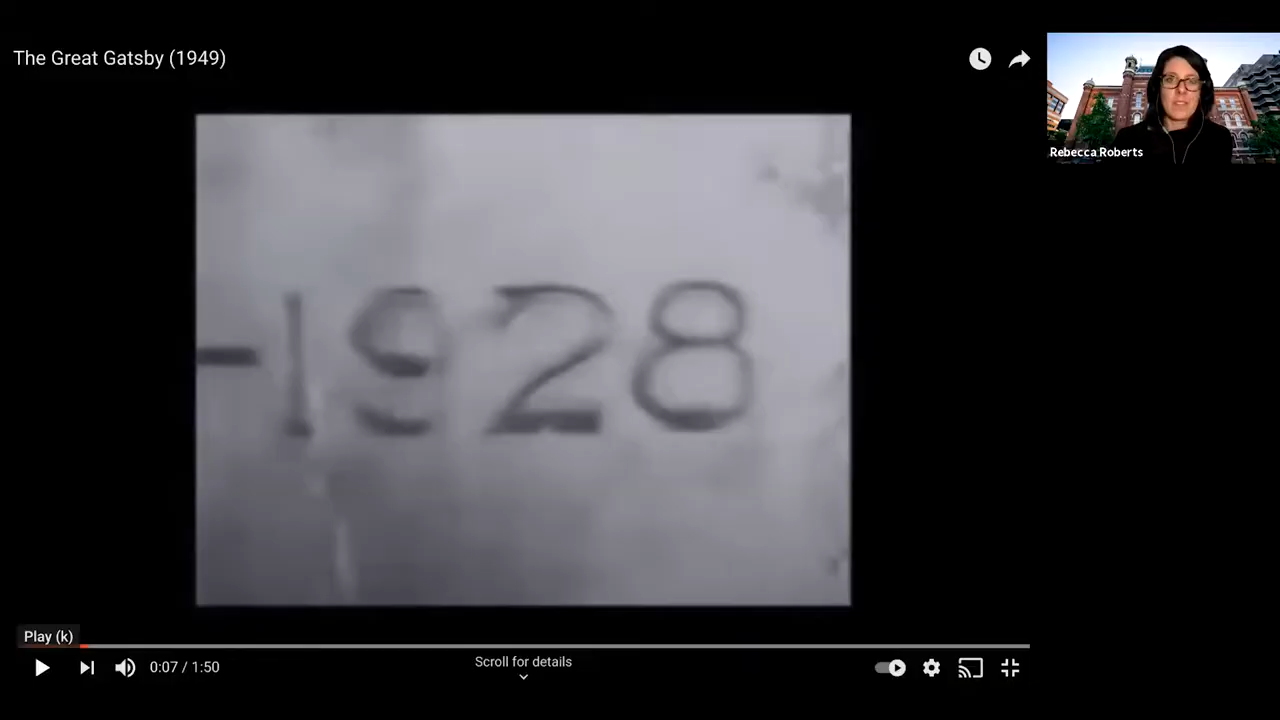 The Great Gatsby (1949)
Rebecca Roberts
-1928
Play (k)
0:07 / 1:50
Scroll for details